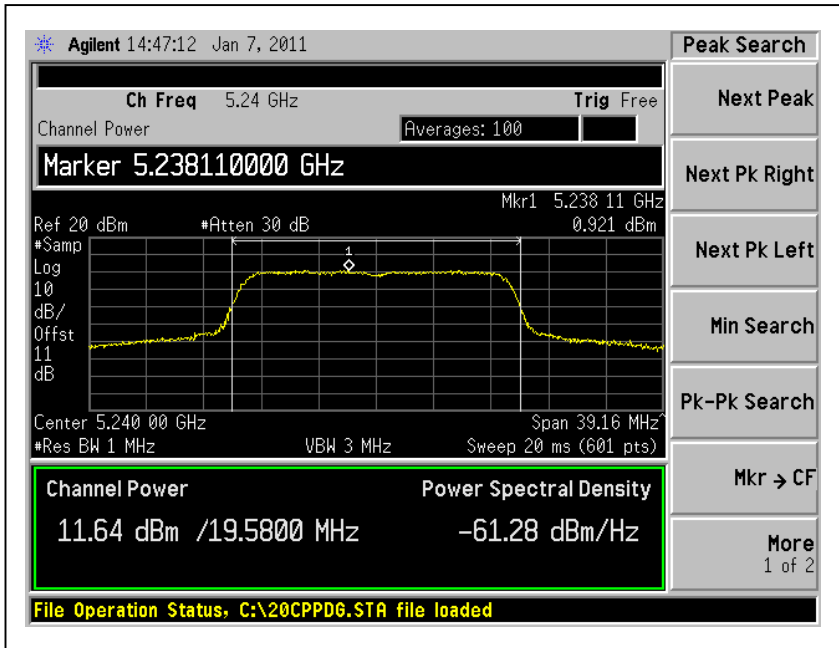 Agilent 14:47:12 Jan 7, 2011
Peak Search
Ch Freq 5.24 GHz Trig Free
Channel Power Averages: 100
Marker 5.238110000 GHz
Mkr1 5.238 11 GHz
Ref 20 dBm #Atten 30 dB 0.921 dBm
#Samp
Log
10
dB/
Offst
11
dB
1
Center 5.240 00 GHz Span 39.16 MHz^
#Res BW 1 MHz VBW 3 MHz Sweep 20 ms (601 pts)
Channel Power Power Spectral Density
11.64 dBm /19.5800 MHz -61.28 dBm/Hz
File Operation Status, C:\20CPPDG.STA file loaded
Next Peak
Next Pk Right
Next Pk Left
Min Search
Pk-Pk Search
Mkr → CF
More
1 of 2